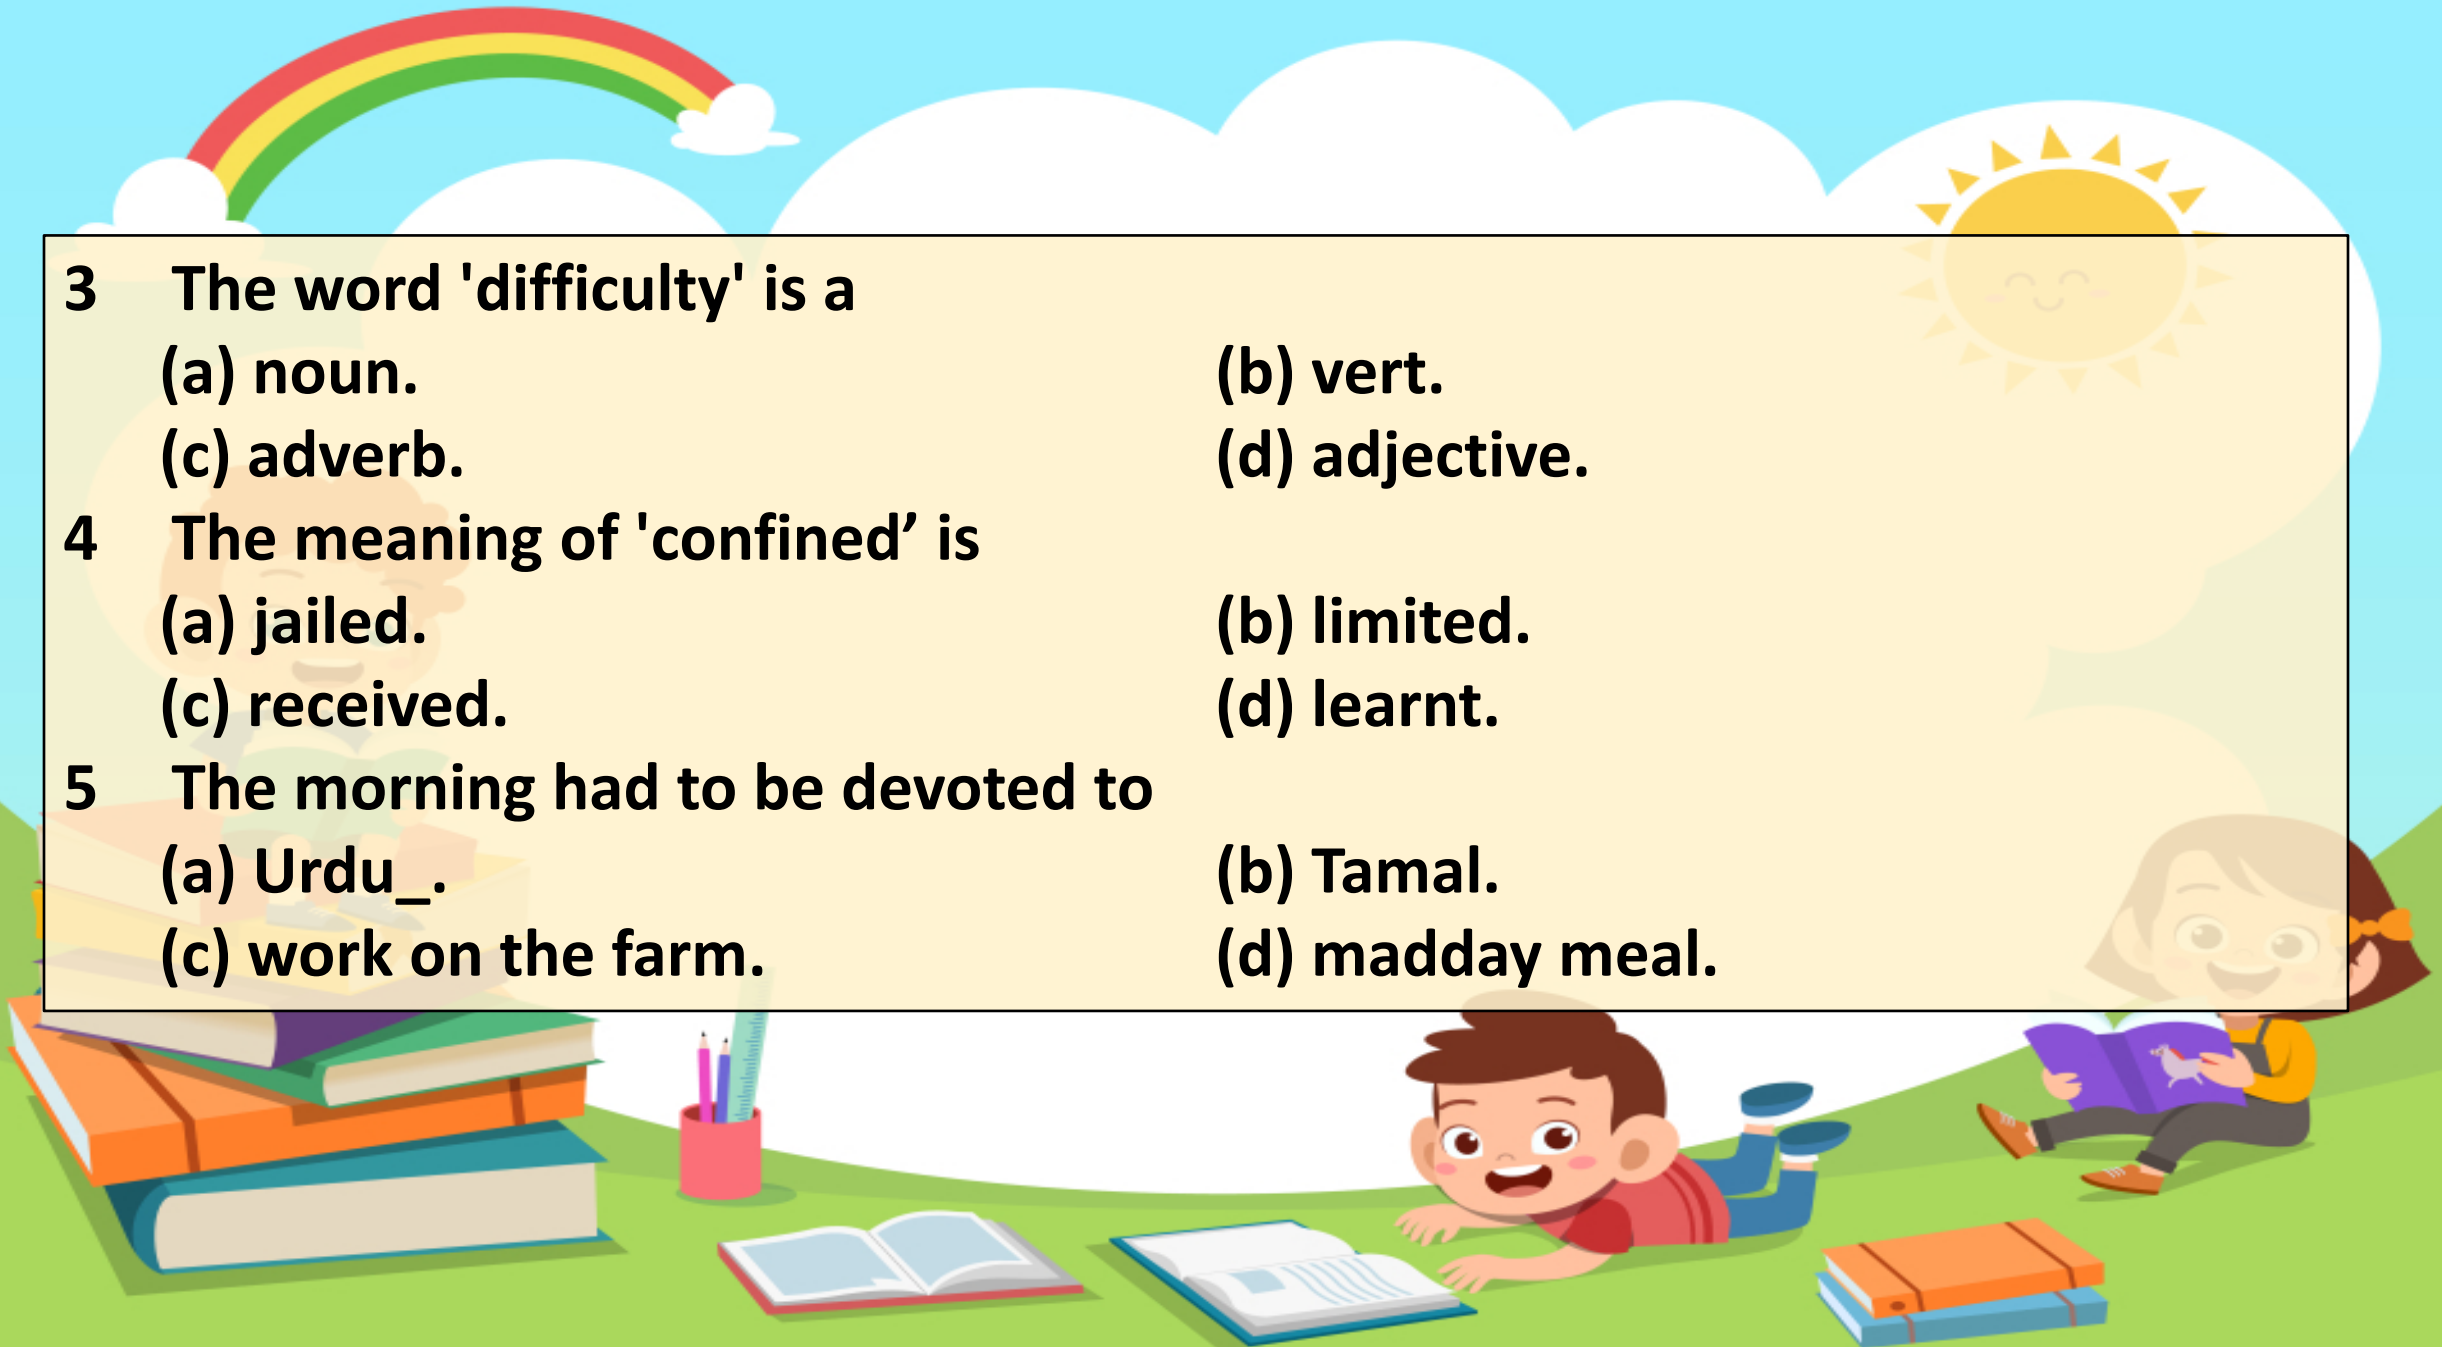 3 The word 'difficulty' is a
(a) noun. (b) vert.
(c) adverb. (d) adjective.
4 The meaning of 'confined’ is
(a) jailed. (b) limited.
(c) received. (d) learnt.
5 The morning had to be devoted to
(a) Urdu_. (b) Tamal.
(c) work on the farm. (d) madday meal.